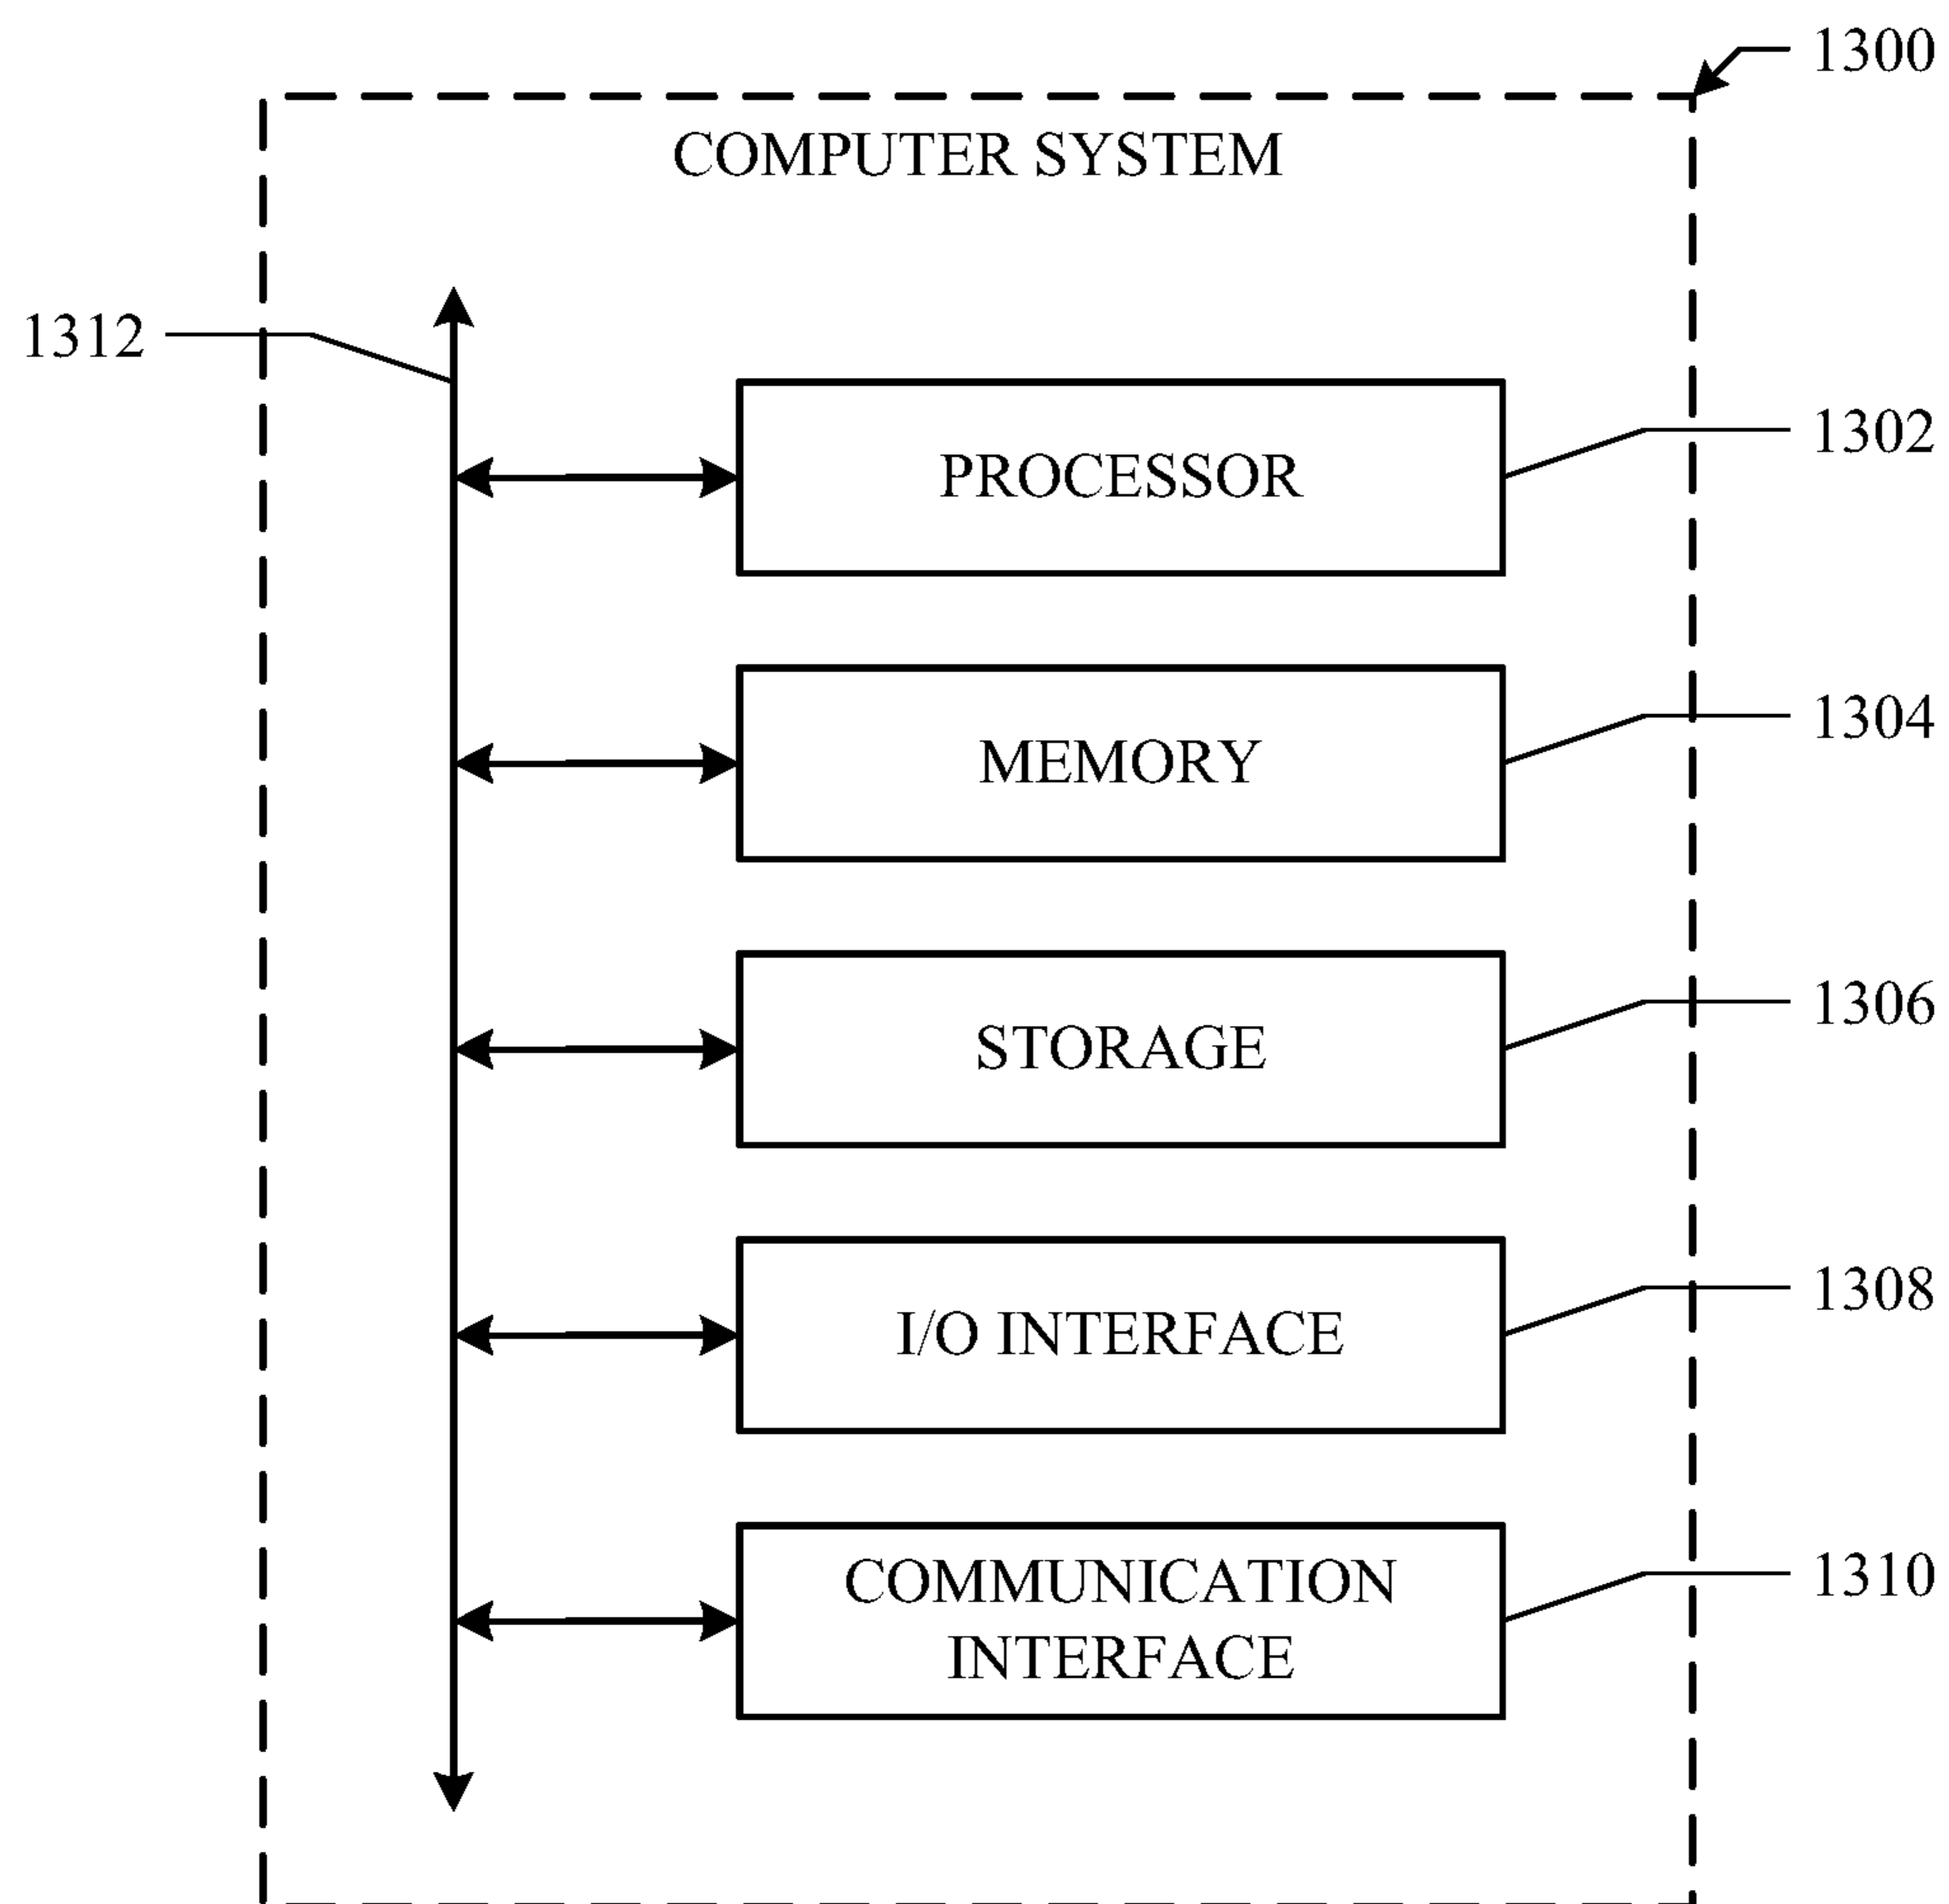 1300
COMPUTER SYSTEM
1312
PROCESSOR
1302
MEMORY
1304
STORAGE
1306
I/O INTERFACE
1308
COMMUNICATION
INTERFACE
1310